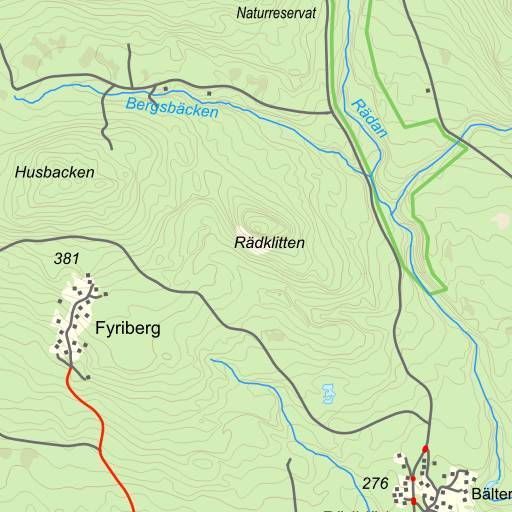 Naturreservat
Bergsbäcken
Rädan
Husbacken
Rädklitten
381
Fyriberg
276
Bälter